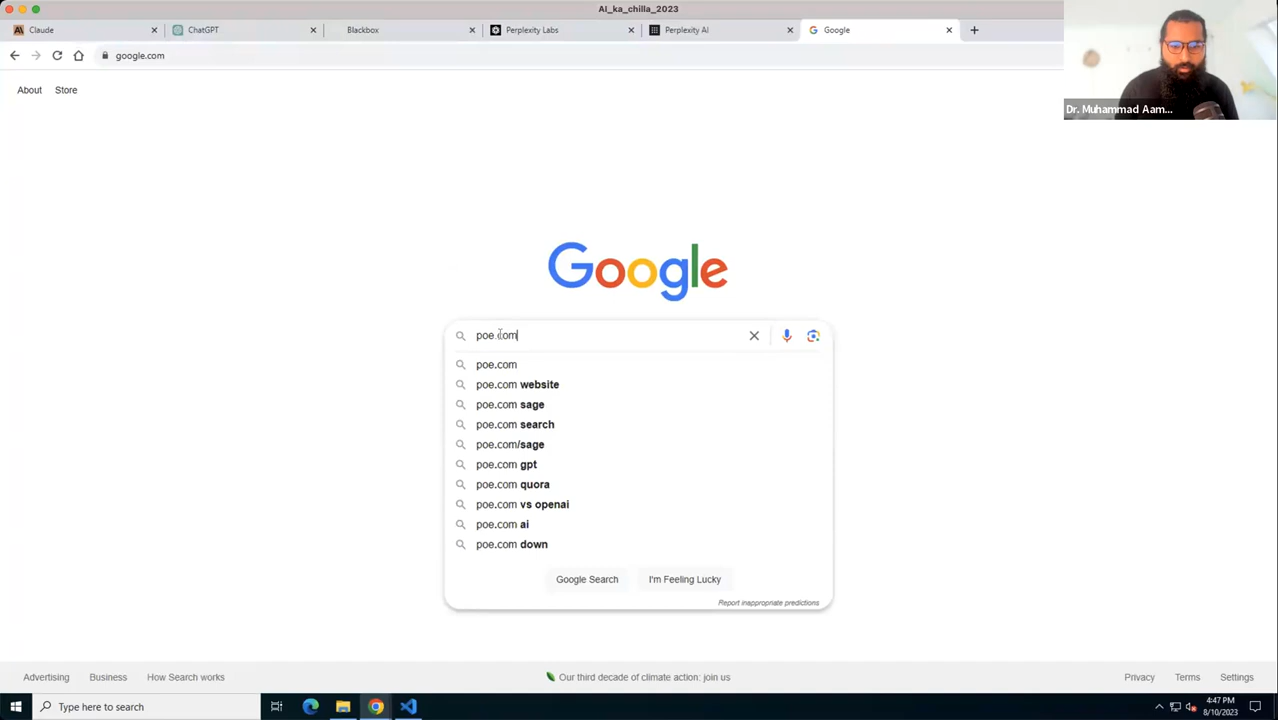 AI_ka_chilla_2023
Claude
ChatGPT
Blackbox
Perplexity Labs
Perplexity AI
Google
google.com
About Store
Dr. Muhammad Aam...
Google
poe.com
poe.com
poe.com website
poe.com sage
poe.com search
poe.com/sage
poe.com gpt
poe.com quora
poe.com vs openai
poe.com ai
poe.com down
Google Search
I'm Feeling Lucky
Report inappropriate predictions
Advertising Business How Search works
Our third decade of climate action: join us
Privacy Terms Settings
Type here to search
4:47 PM
8/10/2023